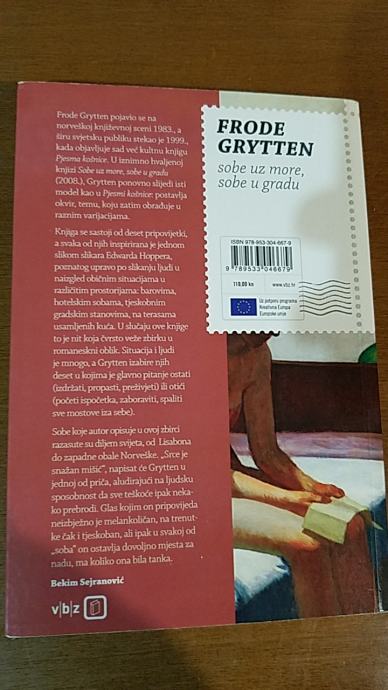 Frode Grytten pojavio se na
norveškoj književnoj sceni 1983., a
širu svjetsku publiku stekao je 1999.,
kada objavljuje sad već kultnu knjigu
Pjesma košnice. U iznimno hvaljenoj
knjizi Sobe uz more, sobe u gradu
(2008.), Grytten ponovno slijedi isti
model kao u Pjesmi košnice: postavlja
okvir, temu, koju zatim obrađuje u
raznim varijacijama.
Knjiga se sastoji od deset pripovijetki,
a svaka od njih inspirirana je jednom
slikom slikara Edwarda Hoppera,
poznatog upravo po slikanju ljudi u
naizgled običnim situacijama u
različitim prostorijama: barovima,
hotelskim sobama, tjeskobnim
gradskim stanovima, na terasama
usamljenih kuća. U slučaju ove knjige
to je nit koja čvrsto veže zbirku u
romaneskni oblik. Situacija i ljudi
je mnogo, a Grytten izabire njih
deset u kojima je glavno pitanje ostati
(izdržati, propasti, preživjeti) ili otići
(početi ispočetka, zaboraviti, spaliti
sve mostove iza sebe).
Sobe koje autor opisuje u ovoj zbirci
razasute su diljem svijeta, od Lisabona
do zapadne obale Norveške. „Srce je
snažan mišić", napisat će Grytten u
jednoj od priča, aludirajući na ljudsku
sposobnost da sve teškoće ipak neka-
ko prebrodi. Glas kojim on pripovijeda
neizbježno je melankoličan, na trenut-
ke čak i tjeskoban, ali ipak u svakoj od
„soba" on ostavlja dovoljno mjesta za
nadu, ma koliko ona bila tanka.
Bekim Sejranović
v|b|z
FRODE
GRYTTEN
sobe uz more,
sobe u gradu
ISBN 978-953-304-667-9
9 789533 046679
110,00 kn
www.vbz.hr
Uz potporu programa
Kreativna Europa
Europske unije